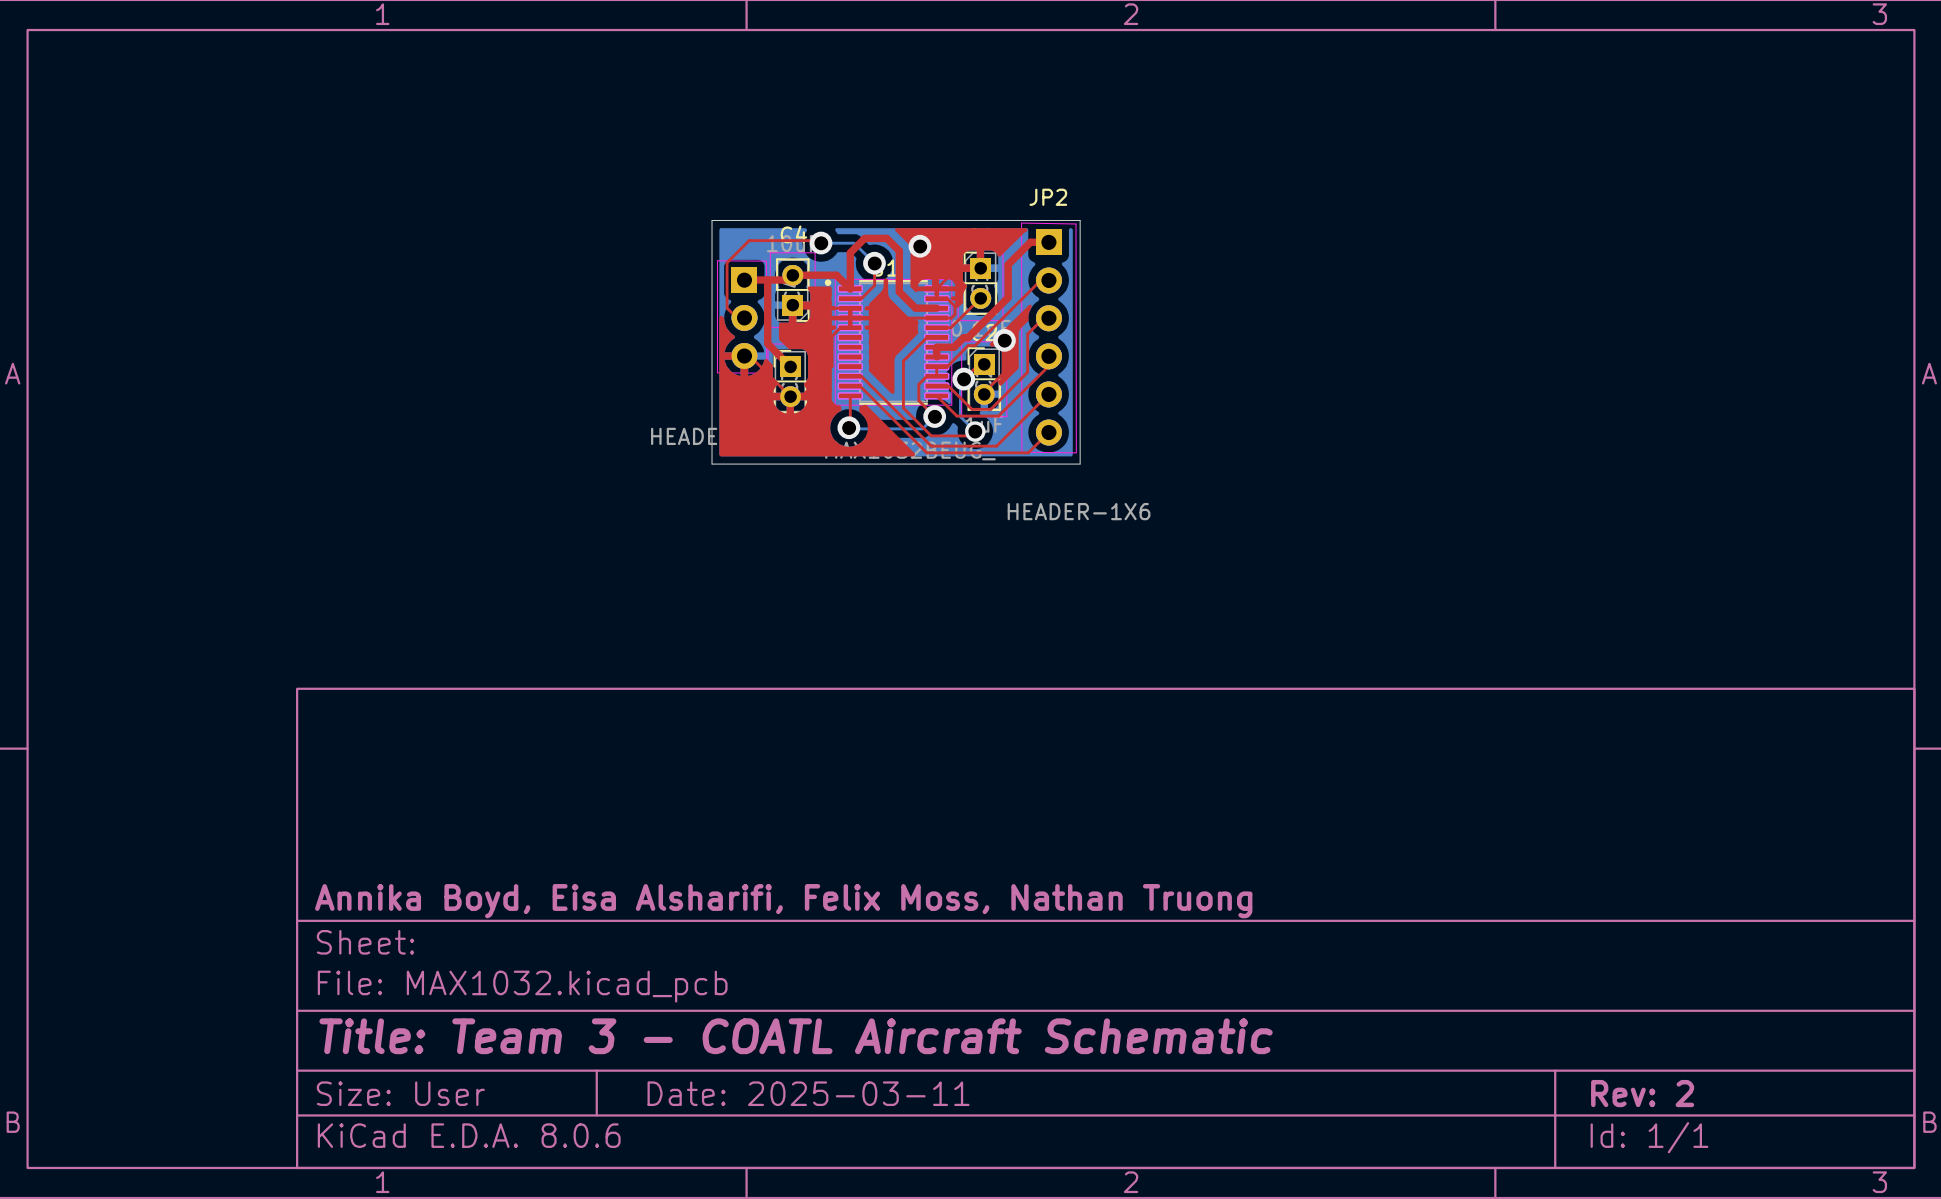 1 2 3
JP2
C4
A A
HEADE
HEADER-1X6
Annika Boyd, Eisa Alsharifi, Felix Moss, Nathan Truong
Sheet:
File: MAX1032.kicad_pcb
Title: Team 3 - COATL Aircraft Schematic
Size: User Date: 2025-03-11 Rev: 2
B B
KiCad E.D.A. 8.0.6 Id: 1/1
1 2 3